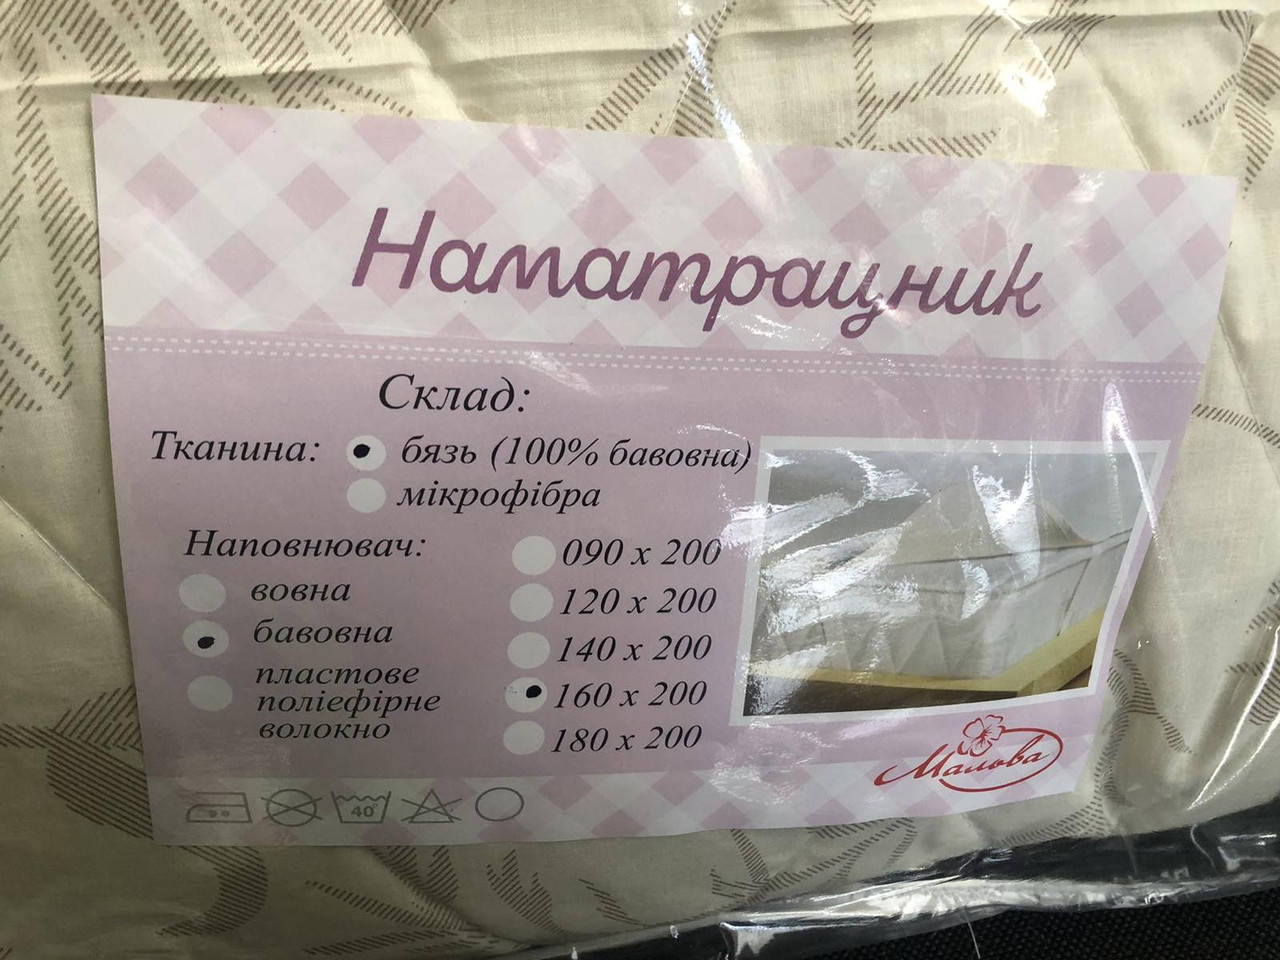 Наматрацник
Склад:
Тканина: бязь (100% бавовна)
мікрофібра
Наповнювач:
вовна
бавовна
пластове
поліефірне
волокно
090 x 200
120 x 200
140 x 200
160 x 200
180 x 200
Мальва
40°